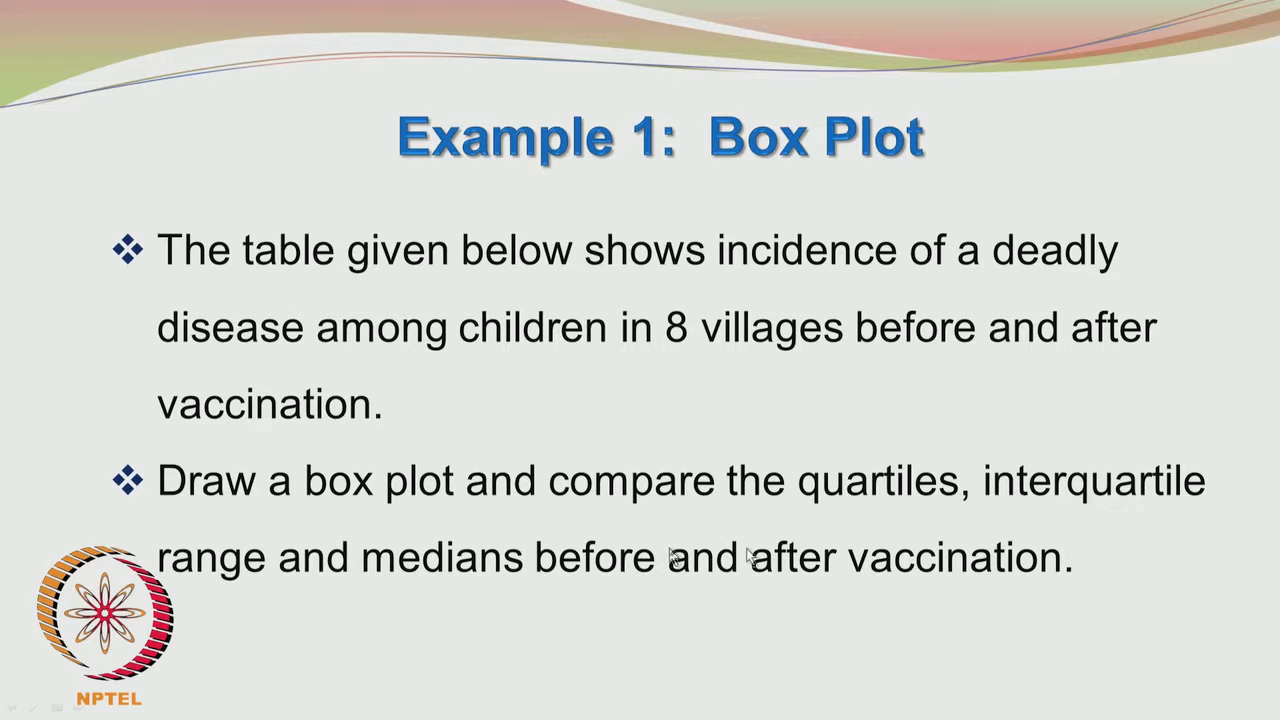 Example 1: Box Plot
❖ The table given below shows incidence of a deadly
disease among children in 8 villages before and after
vaccination.
❖ Draw a box plot and compare the quartiles, interquartile
range and medians before and after vaccination.
NPTEL